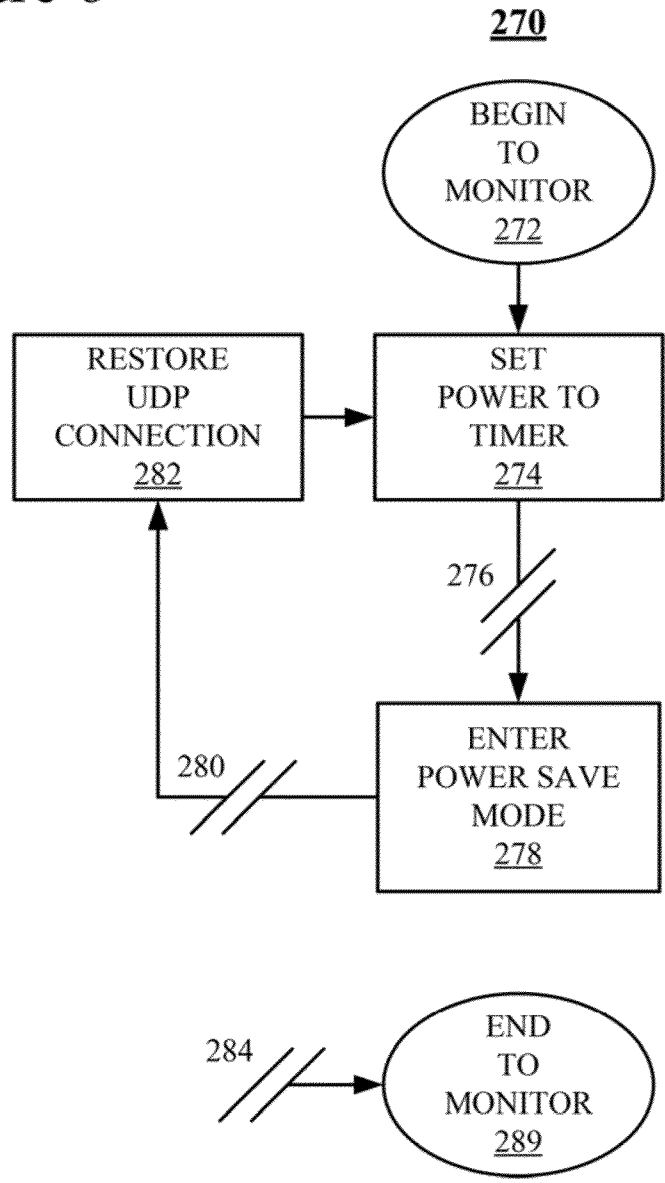 270
BEGIN
TO
MONITOR
272
RESTORE
UDP
CONNECTION
282
SET
POWER TO
TIMER
274
276
280
ENTER
POWER SAVE
MODE
278
284
END
TO
MONITOR
289